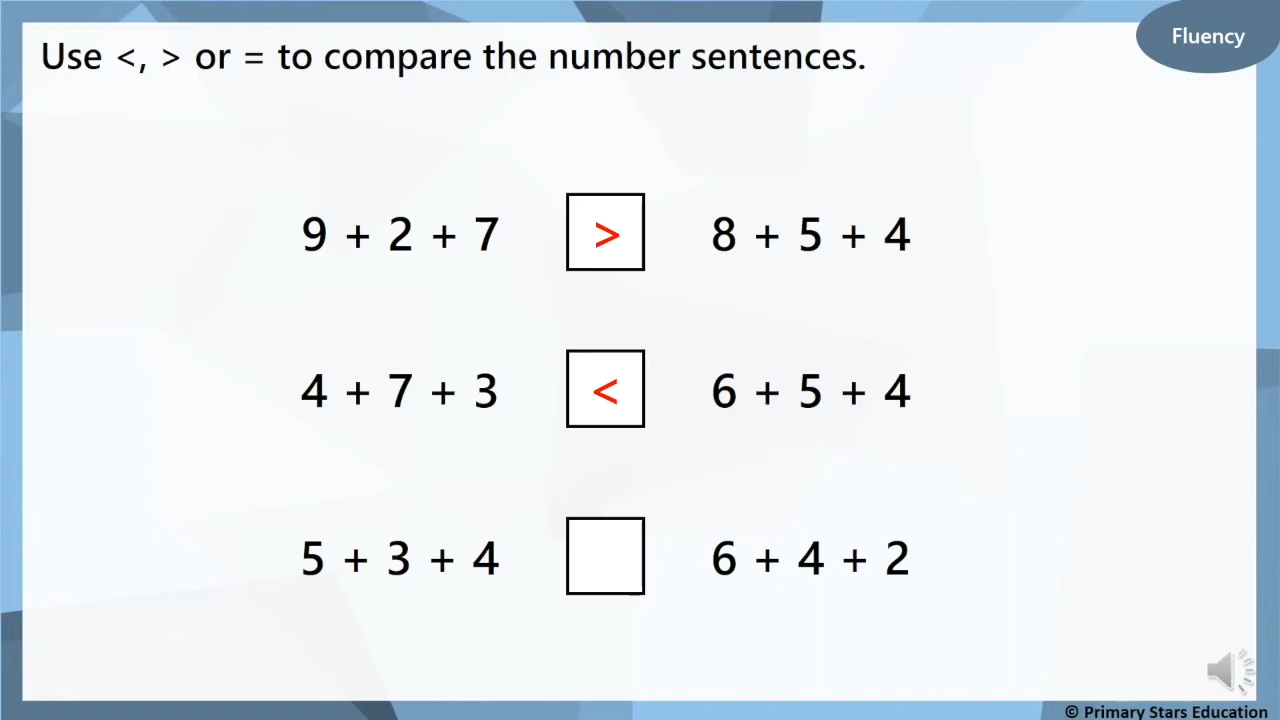 Fluency
Use <, > or = to compare the number sentences.
9 + 2 + 7 > 8 + 5 + 4
4 + 7 + 3 < 6 + 5 + 4
5 + 3 + 4 6 + 4 + 2
© Primary Stars Education